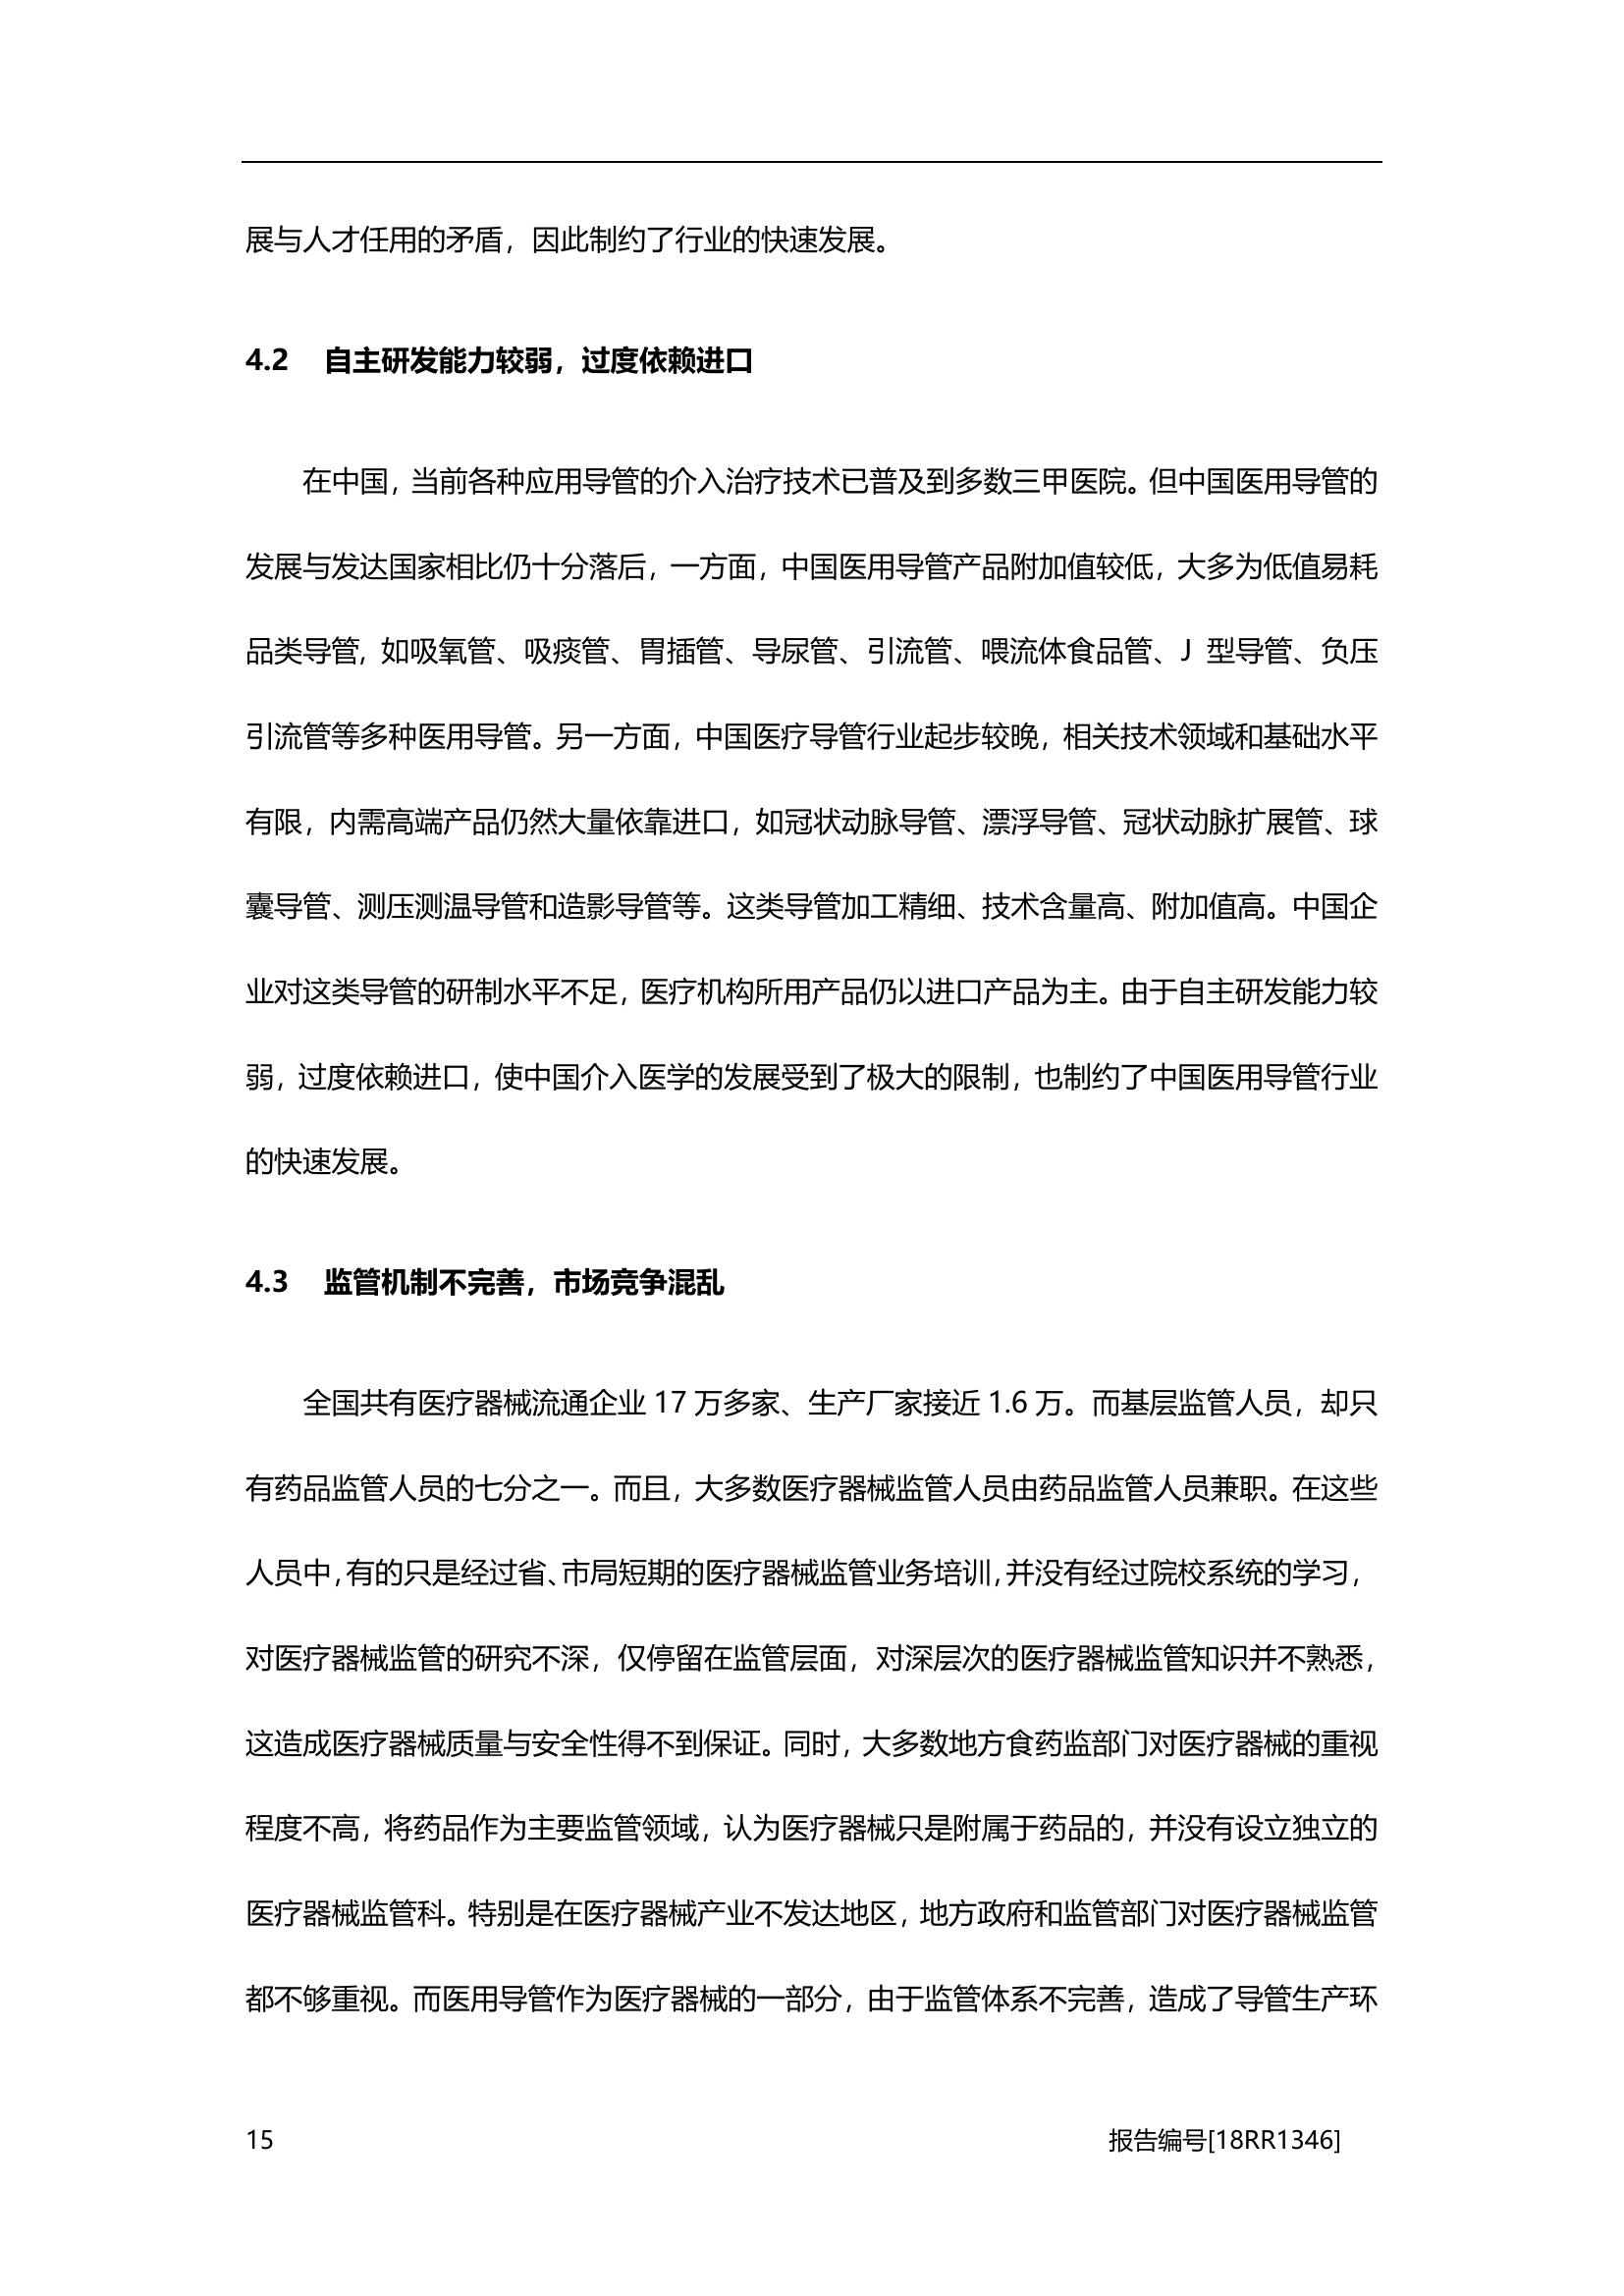 展与人才任用的矛盾，因此制约了行业的快速发展。
4.2 自主研发能力较弱，过度依赖进口
在中国，当前各种应用导管的介入治疗技术已普及到多数三甲医院。但中国医用导管的
发展与发达国家相比仍十分落后，一方面，中国医用导管产品附加值较低，大多为低值易耗
品类导管，如吸氧管、吸痰管、胃插管、导尿管、引流管、喂流体食品管、J 型导管、负压
引流管等多种医用导管。另一方面，中国医疗导管行业起步较晚，相关技术领域和基础水平
有限，内需高端产品仍然大量依靠进口，如冠状动脉导管、漂浮导管、冠状动脉扩展管、球
囊导管、测压测温导管和造影导管等。这类导管加工精细、技术含量高、附加值高。中国企
业对这类导管的研制水平不足，医疗机构所用产品仍以进口产品为主。由于自主研发能力较
弱，过度依赖进口，使中国介入医学的发展受到了极大的限制，也制约了中国医用导管行业
的快速发展。
4.3 监管机制不完善，市场竞争混乱
全国共有医疗器械流通企业 17 万多家、生产厂家接近 1.6 万。而基层监管人员，却只
有药品监管人员的七分之一。而且，大多数医疗器械监管人员由药品监管人员兼职。在这些
人员中，有的只是经过省、市局短期的医疗器械监管业务培训，并没有经过院校系统的学习，
对医疗器械监管的研究不深，仅停留在监管层面，对深层次的医疗器械监管知识并不熟悉，
这造成医疗器械质量与安全性得不到保证。同时，大多数地方食药监部门对医疗器械的重视
程度不高，将药品作为主要监管领域，认为医疗器械只是附属于药品的，并没有设立独立的
医疗器械监管科。特别是在医疗器械产业不发达地区，地方政府和监管部门对医疗器械监管
都不够重视。而医用导管作为医疗器械的一部分，由于监管体系不完善，造成了导管生产环
15 报告编号[18RR1346]